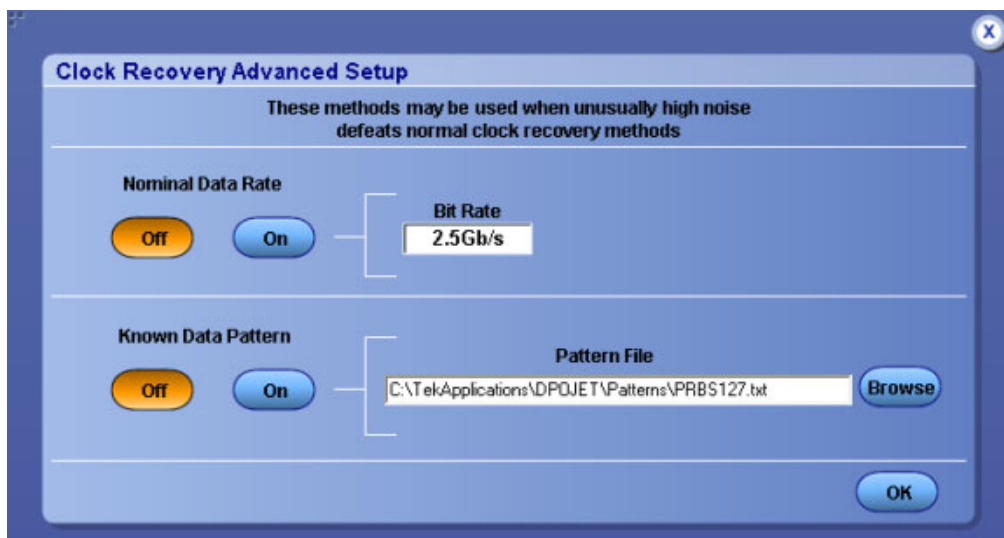 X
Clock Recovery Advanced Setup
These methods may be used when unusually high noise
defeats normal clock recovery methods
Nominal Data Rate
Off
On
Bit Rate
2.5Gb/s
Known Data Pattern
Off
On
Pattern File
C:\TekApplications\DPOJET\Patterns\PRBS127.txt
Browse
OK